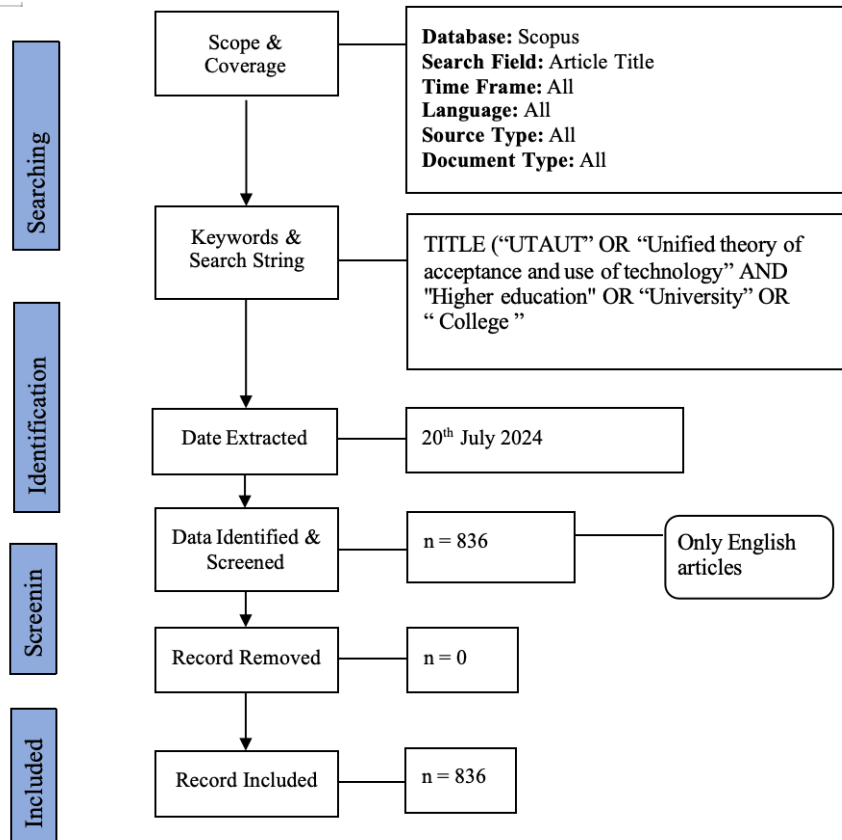 Searching
Scope &
Coverage
Database: Scopus
Search Field: Article Title
Time Frame: All
Language: All
Source Type: All
Document Type: All
Keywords &
Search String
TITLE (“UTAUT” OR “Unified theory of
acceptance and use of technology” AND
"Higher education" OR “University” OR
“ College ”
Identification
Date Extracted
20th July 2024
Data Identified &
Screened
n = 836
Only English
articles
Screenin
Record Removed
n = 0
Included
Record Included
n = 836